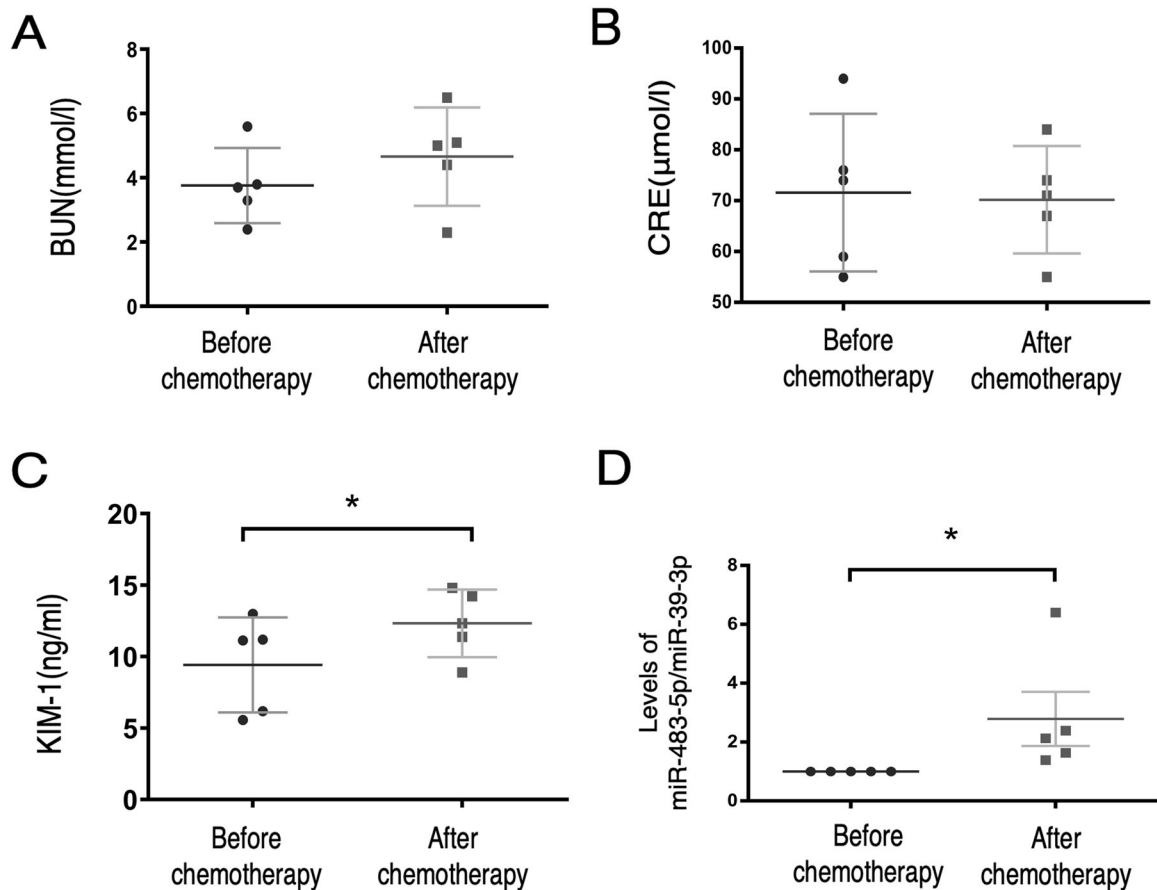 A
BUN(mmol/l)
8
6
4
2
0
Before
chemotherapy
After
chemotherapy
B
CRE(μmol/l)
100
90
80
70
60
50
Before
chemotherapy
After
chemotherapy
C
KIM-1(ng/ml)
20
15
10
5
0
*
Before
chemotherapy
After
chemotherapy
D
Levels of
miR-483-5p/miR-39-3p
8
6
4
2
0
*
Before
chemotherapy
After
chemotherapy